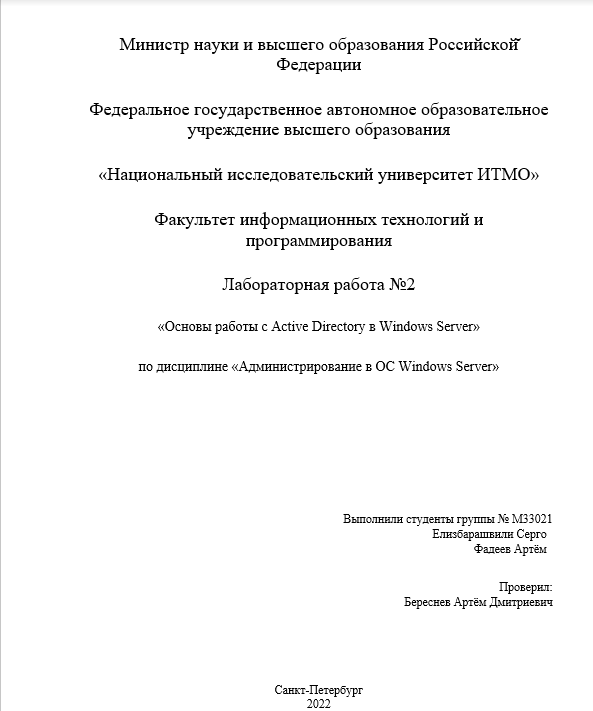 Министр науки и высшего образования Российской̆
Федерации
Федеральное государственное автономное образовательное
учреждение высшего образования
«Национальный исследовательский университет ИТМО»
Факультет информационных технологий и
программирования
Лабораторная работа №2
«Основы работы с Active Directory в Windows Server»
по дисциплине «Администрирование в ОС Windows Server»
Выполнили студенты группы № M33021
Елизбарашвили Серго
Фадеев Артём
Проверил:
Береснев Артём Дмитриевич
Санкт-Петербург
2022